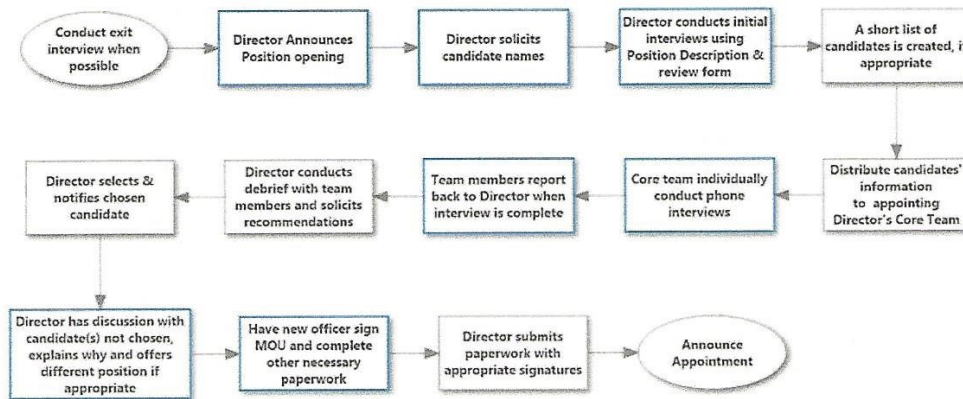 Conduct exit
interview when
possible
Director Announces
Position opening
Director solicits
candidate names
Director conducts initial
interviews using
Position Description &
review form
A short list of
candidates is created, i
appropriate
Distribute candidates'
information
to appointing
Director's Core Team
Core team individually
conduct phone
interviews
Team members report
back to Director when
interview is complete
Director conducts
debrief with team
members and solicits
recommendations
Director selects &
notifies chosen
candidate
Director has discussion with
candidate(s) not chosen,
explains why and offers
different position if
appropriate
Have new officer sign
MOU and complete
other necessary
paperwork
Director submits
paperwork with
appropriate signatures
Announce
Appointment